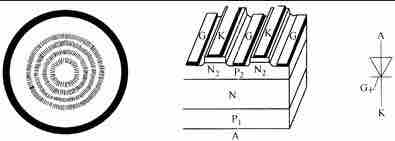 G K G K G
N₂ P₂ N₂
N
P₁
A
A
G+
K